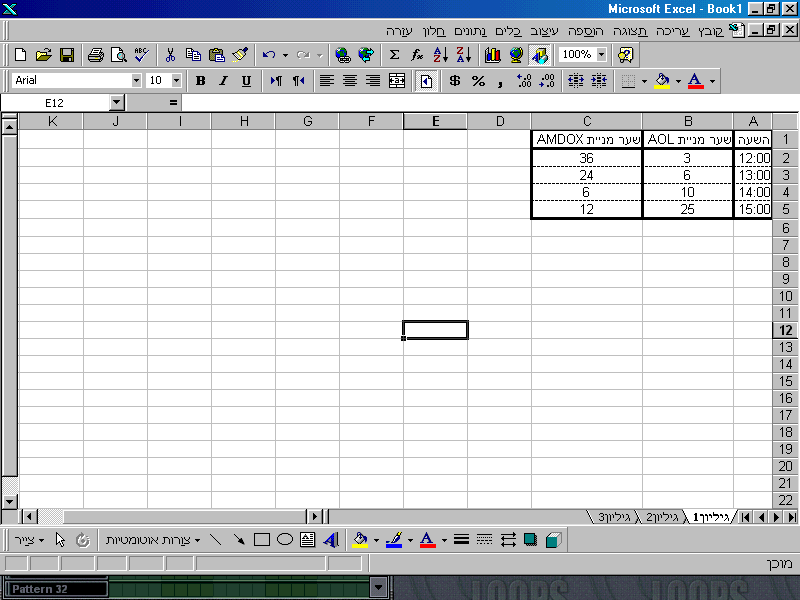 Microsoft Excel - Book1
קובץ עריכה תצוגה הוספה עיצוב כלים נתונים חלון עזרה
100%
Arial 10 B I U $ % ,
E12 =
K J I H G F E D C B A
השעה שער מניית AOL שער מניית AMDOX 1
12:00 3 36 2
13:00 6 24 3
14:00 10 6 4
15:00 25 12 5
6
7
8
9
10
11
12
13
14
15
16
17
18
19
20
21
22
גיליון1 גיליון2 גיליון3
צייר צורות אוטומטיות
מוכן
Pattern 32
LOOPS LOOPS